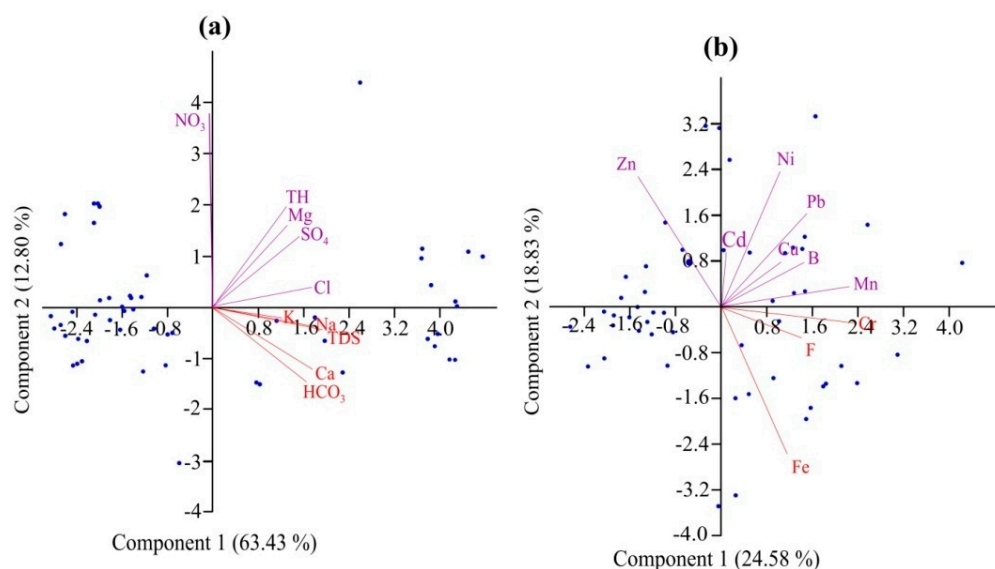 (a)
NO3
TH
Mg
SO4
Cl
K
Na
TDS
Ca
HCO3
4
3
2
1
0
-1
-2
-3
-4
-2.4 -1.6 -0.8 0.8 1.6 2.4 3.2 4.0
Component 2 (12.80 %)
Component 1 (63.43 %)
(b)
Zn
Ni
Pb
Cd
Cu
B
Mn
Cr
F
Fe
3.2
2.4
1.6
0.8
0
-0.8
-1.6
-2.4
-3.2
-4.0
-2.4 -1.6 -0.8 0.8 1.6 2.4 3.2 4.0
Component 2 (18.83 %)
Component 1 (24.58 %)